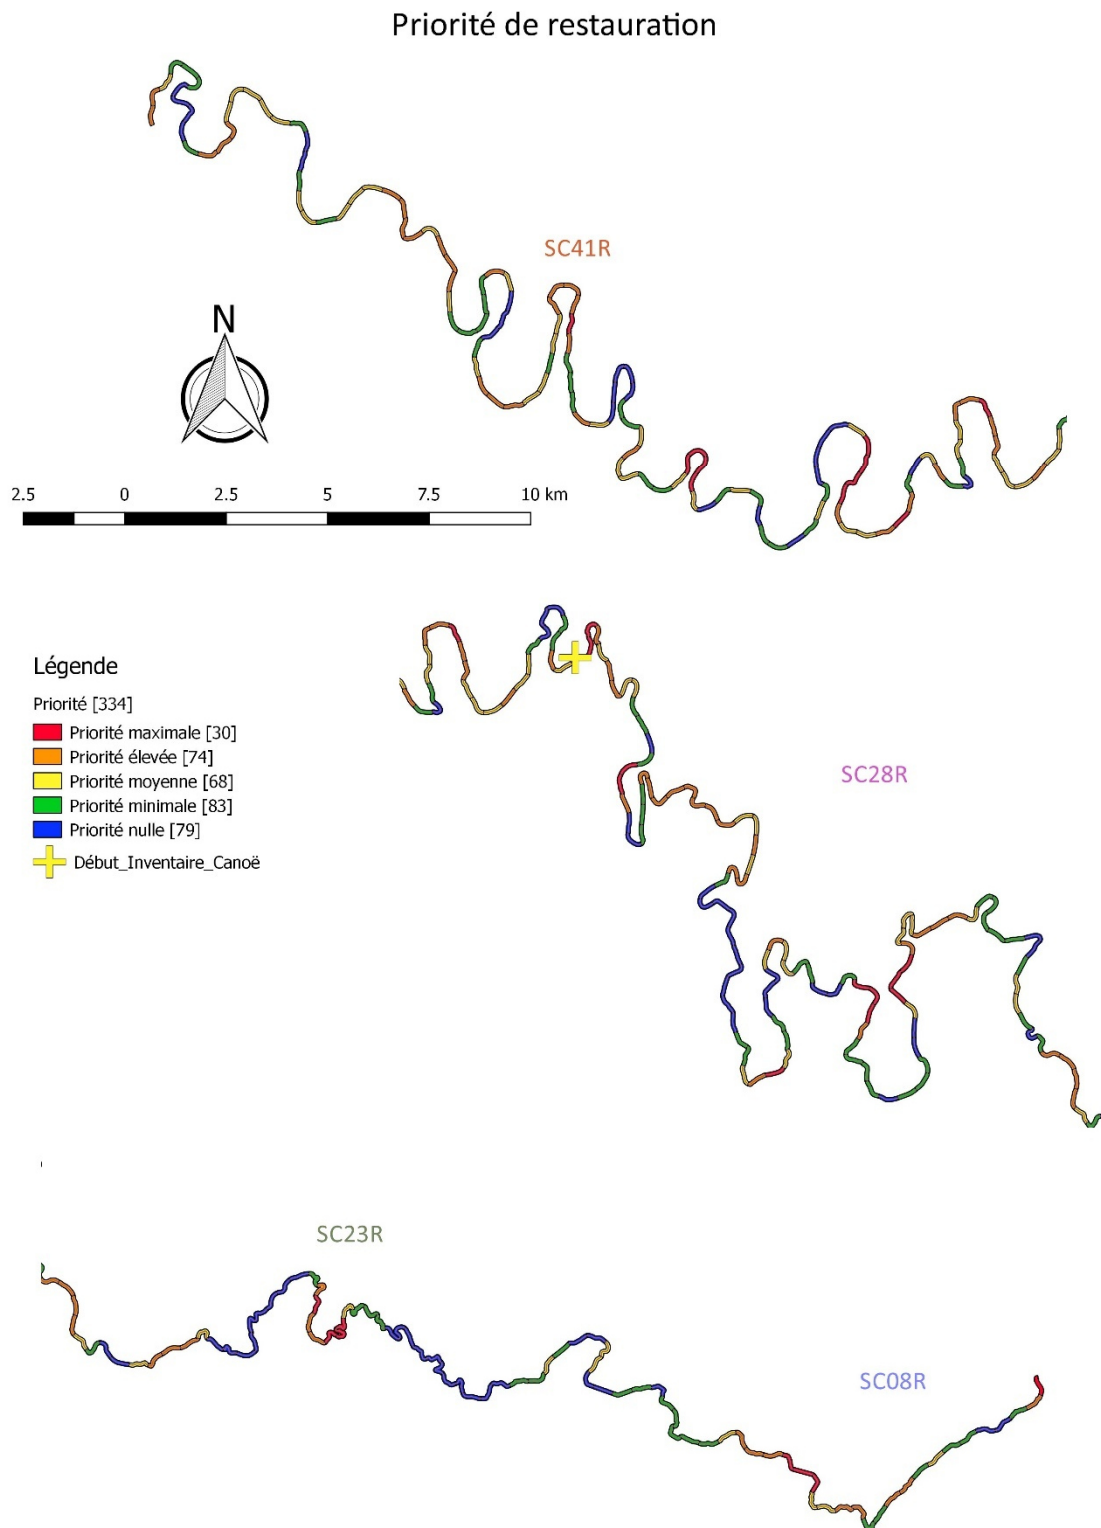 Priorité de restauration
SC41R
N
2.5 0 2.5 5 7.5 10 km
Légende
Priorité [334]
Priorité maximale [30]
Priorité élevée [74]
Priorité moyenne [68]
Priorité minimale [83]
Priorité nulle [79]
Début_Inventaire_Canoë
SC28R
SC23R
SC08R